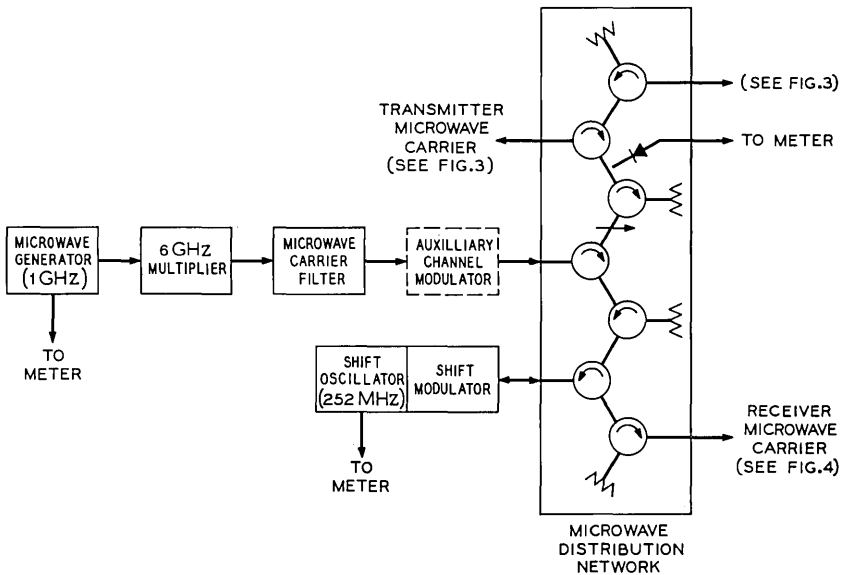 (SEE FIG.3)
TRANSMITTER
MICROWAVE
CARRIER
(SEE FIG.3)
TO METER
MICROWAVE
GENERATOR
(1 GHz)
6 GHz
MULTIPLIER
MICROWAVE
CARRIER
FILTER
AUXILLIARY
CHANNEL
MODULATOR
TO
METER
SHIFT
OSCILLATOR
(252 MHz)
SHIFT
MODULATOR
TO
METER
RECEIVER
MICROWAVE
CARRIER
(SEE FIG.4)
MICROWAVE
DISTRIBUTION
NETWORK